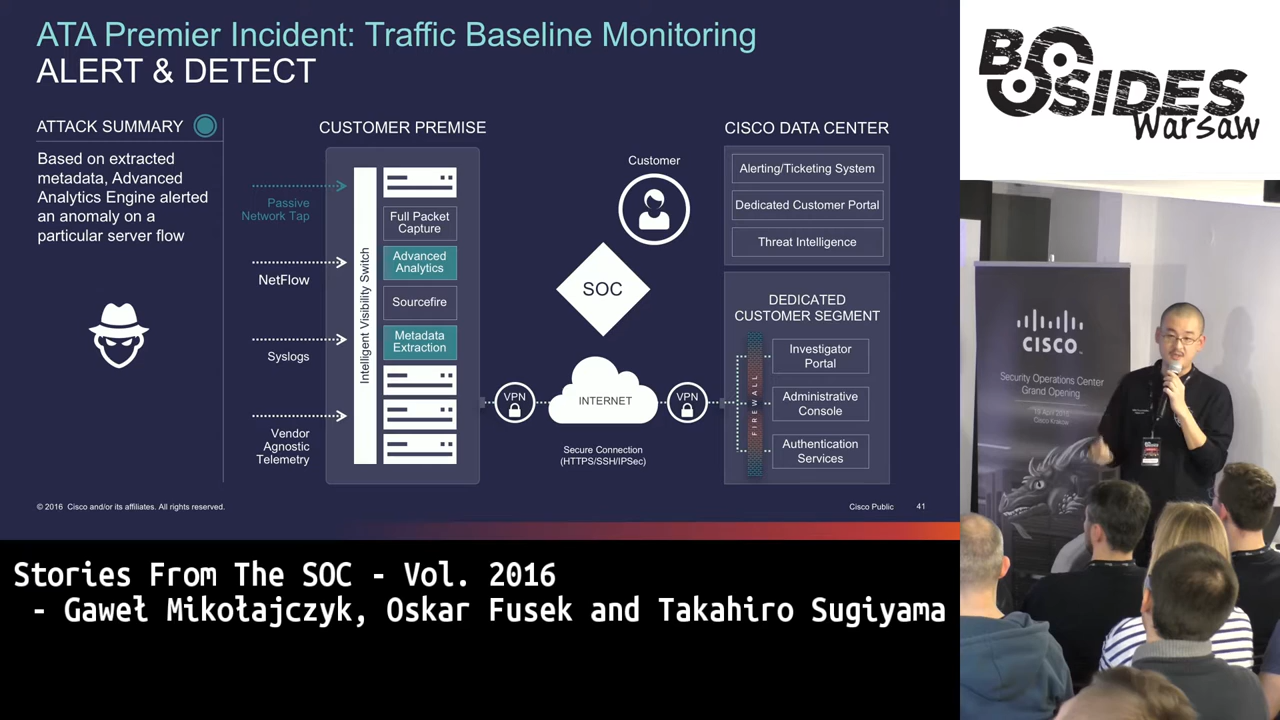 ATA Premier Incident: Traffic Baseline Monitoring
ALERT & DETECT
ATTACK SUMMARY
Based on extracted
metadata, Advanced
Analytics Engine alerted
an anomaly on a
particular server flow
CUSTOMER PREMISE
Passive
Network Tap
NetFlow
Syslogs
Vendor
Agnostic
Telemetry
Intelligent Visibility Switch
Full Packet
Capture
Advanced
Analytics
Sourcefire
Metadata
Extraction
Customer
SOC
VPN
INTERNET
VPN
Secure Connection
(HTTPS/SSH/IPSec)
CISCO DATA CENTER
Alerting/Ticketing System
Dedicated Customer Portal
Threat Intelligence
DEDICATED
CUSTOMER SEGMENT
FIREWALL
Investigator
Portal
Administrative
Console
Authentication
Services
© 2016 Cisco and/or its affiliates. All rights reserved.
Cisco Public
41
BSIDES
Warsaw
CISCO
Security Operations Center
Grand Opening
Cisco Krakow
Stories From The SOC - Vol. 2016
- Gaweł Mikołajczyk, Oskar Fusek and Takahiro Sugiyama